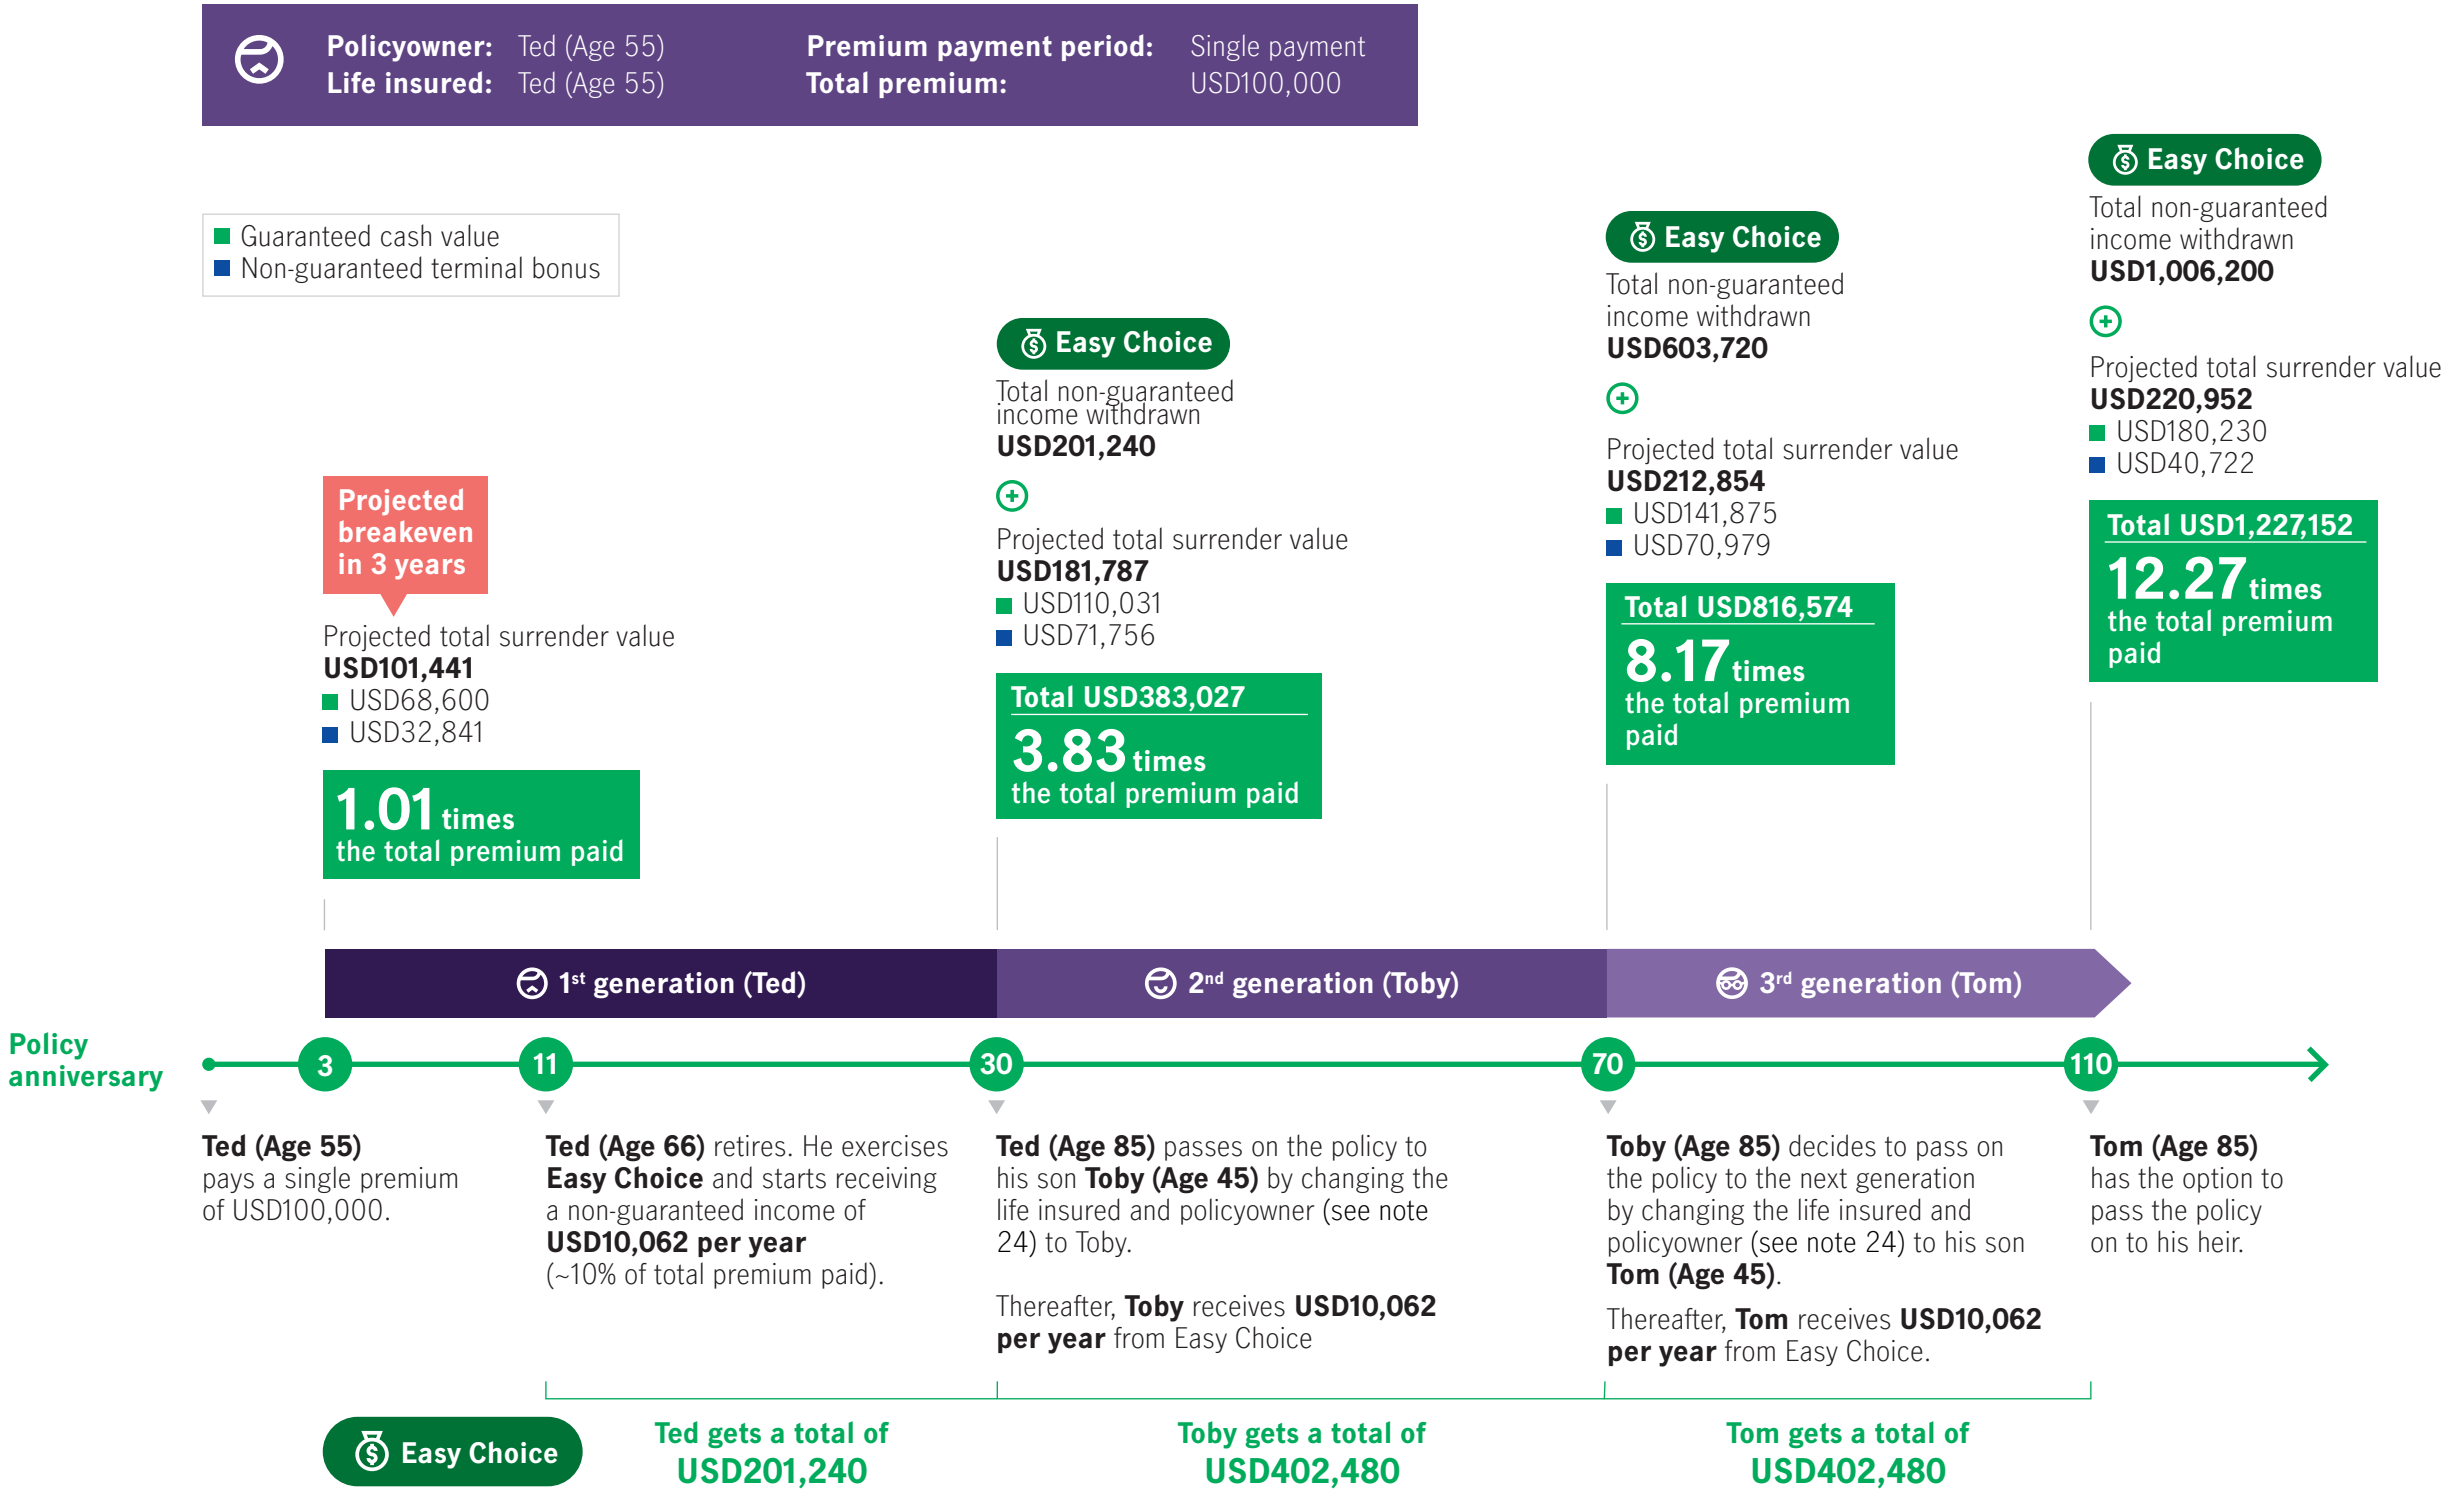 Policyowner: Ted (Age 55)
Life insured: Ted (Age 55)
Premium payment period: Single payment
Total premium: USD100,000
Guaranteed cash value
Non-guaranteed terminal bonus
Projected
breakeven
in 3 years
Projected total surrender value
USD101,441
USD68,600
USD32,841
1.01 times
the total premium paid
Easy Choice
Total non-guaranteed
income withdrawn
USD201,240
+
Projected total surrender value
USD181,787
USD110,031
USD71,756
Total USD383,027
3.83 times
the total premium paid
Easy Choice
Total non-guaranteed
income withdrawn
USD603,720
+
Projected total surrender value
USD212,854
USD141,875
USD70,979
Total USD816,574
8.17 times
the total premium
paid
Easy Choice
Total non-guaranteed
income withdrawn
USD1,006,200
+
Projected total surrender value
USD220,952
USD180,230
USD40,722
Total USD1,227,152
12.27 times
the total premium
paid
1st generation (Ted)
2nd generation (Toby)
3rd generation (Tom)
Policy
anniversary
3
11
30
70
110
Ted (Age 55)
pays a single premium
of USD100,000.
Ted (Age 66) retires. He exercises
Easy Choice and starts receiving
a non-guaranteed income of
USD10,062 per year
(~10% of total premium paid).
Ted (Age 85) passes on the policy to
his son Toby (Age 45) by changing the
life insured and policyowner (see note
24) to Toby.
Thereafter, Toby receives USD10,062
per year from Easy Choice
Toby (Age 85) decides to pass on
the policy to the next generation
by changing the life insured and
policyowner (see note 24) to his son
Tom (Age 45).
Thereafter, Tom receives USD10,062
per year from Easy Choice.
Tom (Age 85)
has the option to
pass the policy
on to his heir.
Easy Choice
Ted gets a total of
USD201,240
Toby gets a total of
USD402,480
Tom gets a total of
USD402,480